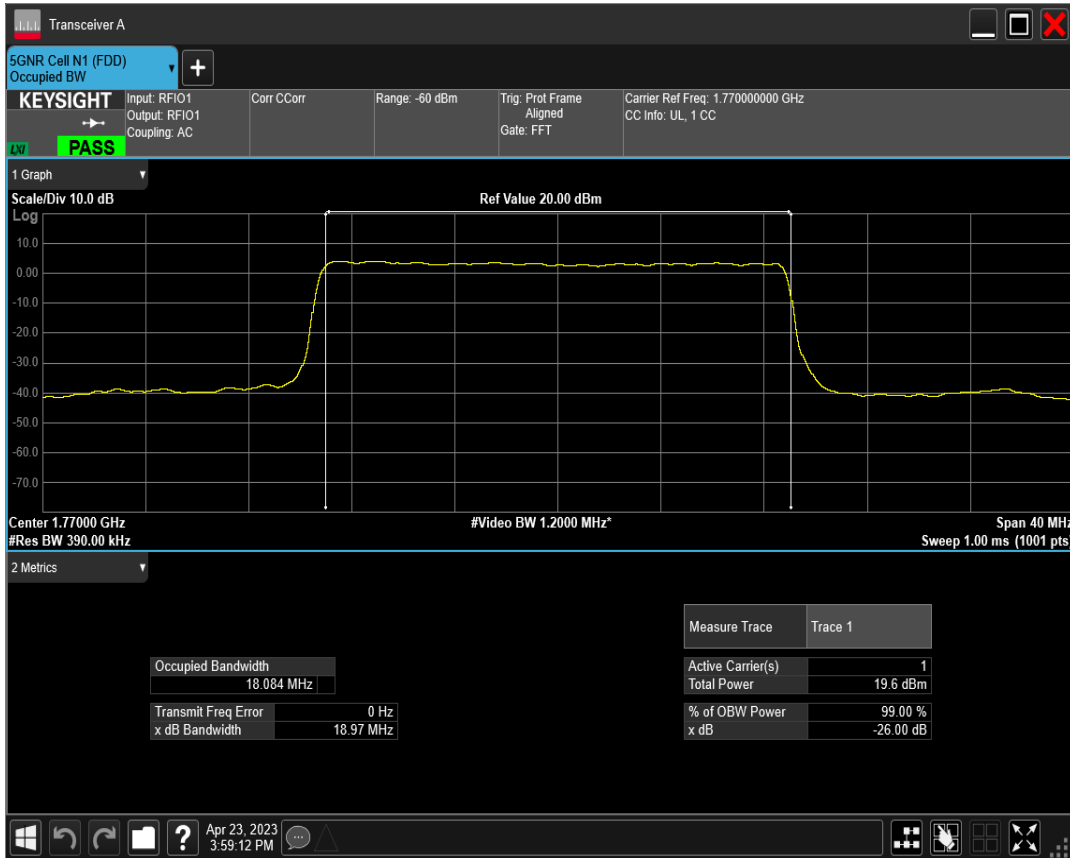 Transceiver A
5GNR Cell N1 (FDD)
Occupied BW
+
KEYSIGHT
LXI
PASS
Input: RFIO1
Output: RFIO1
Coupling: AC
Corr CCorr
Range: -60 dBm
Trig: Prot Frame
Aligned
Gate: FFT
Carrier Ref Freq: 1.770000000 GHz
CC Info: UL, 1 CC
1 Graph
Scale/Div 10.0 dB
Ref Value 20.00 dBm
Log
10.0
0.00
-10.0
-20.0
-30.0
-40.0
-50.0
-60.0
-70.0
Center 1.77000 GHz
#Video BW 1.2000 MHz*
Span 40 MHz
#Res BW 390.00 kHz
Sweep 1.00 ms (1001 pts)
2 Metrics
Measure Trace Trace 1
Occupied Bandwidth
18.084 MHz
Active Carrier(s) 1
Total Power 19.6 dBm
Transmit Freq Error 0 Hz
x dB Bandwidth 18.97 MHz
% of OBW Power 99.00 %
x dB -26.00 dB
?
Apr 23, 2023
3:59:12 PM